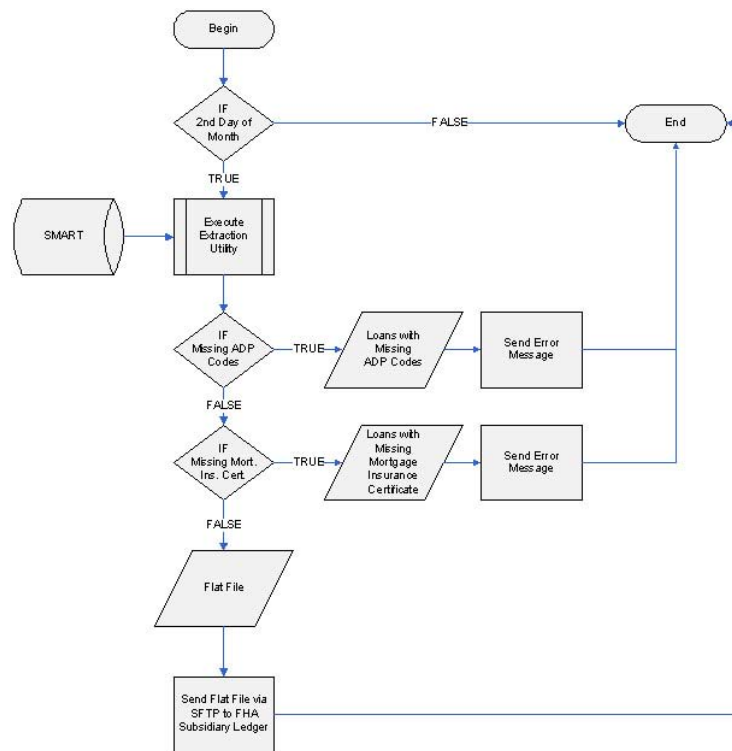 Begin
IF
2nd Day of
Month
FALSE
End
TRUE
SMART
Execute
Extraction
Utility
IF
Missing ADP
Codes
TRUE
Loans with
Missing
ADP Codes
Send Error
Message
FALSE
IF
Missing Mort.
Ins. Cert.
TRUE
Loans with
Missing
Mortgage
Insurance
Certificate
Send Error
Message
FALSE
Flat File
Send Flat File via
SFTP to FHA
Subsidiary Ledger